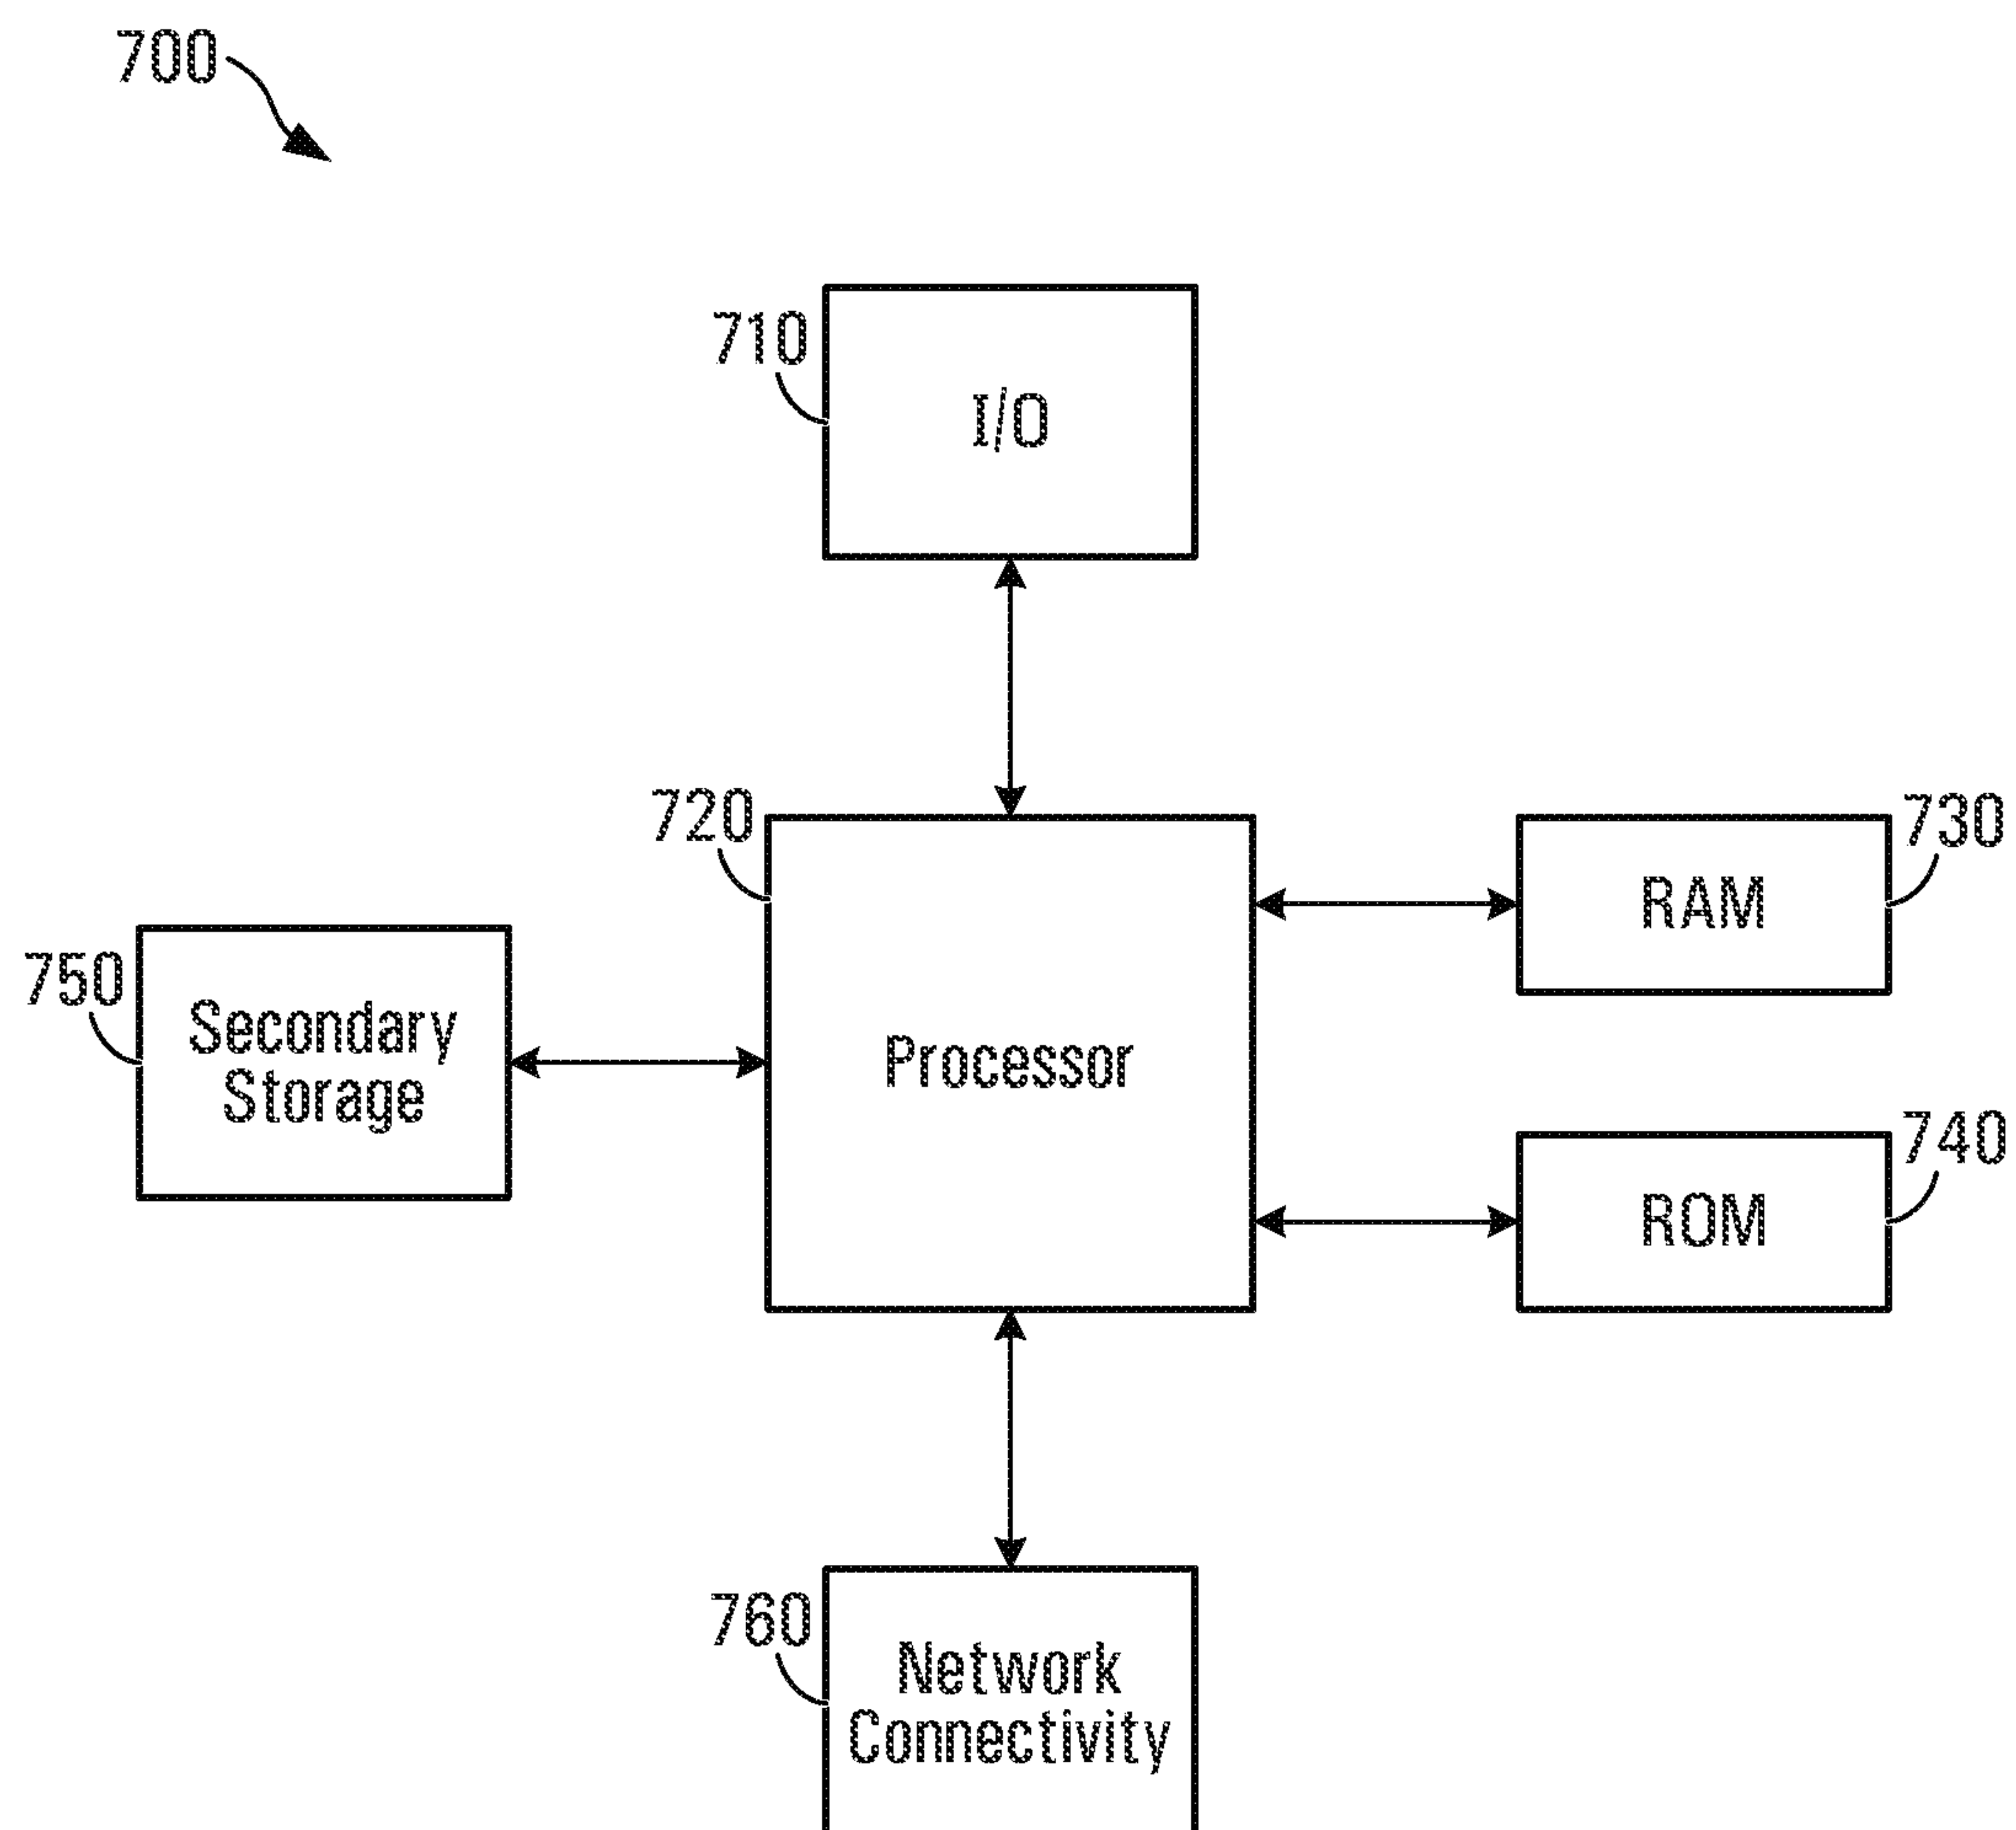 700
710
I/O
720
730
RAM
750
Secondary
Storage
Processor
740
ROM
760
Network
Connectivity